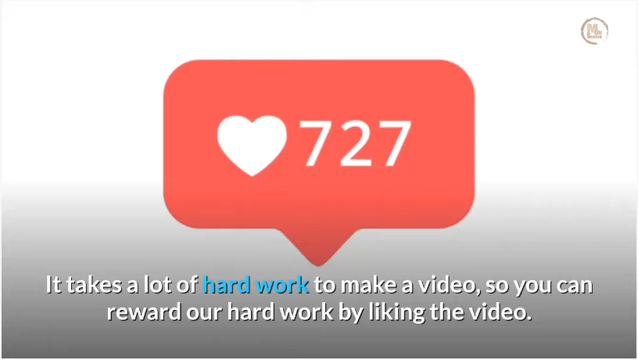 727
It takes a lot of hard work to make a video, so you can
reward our hard work by liking the video.